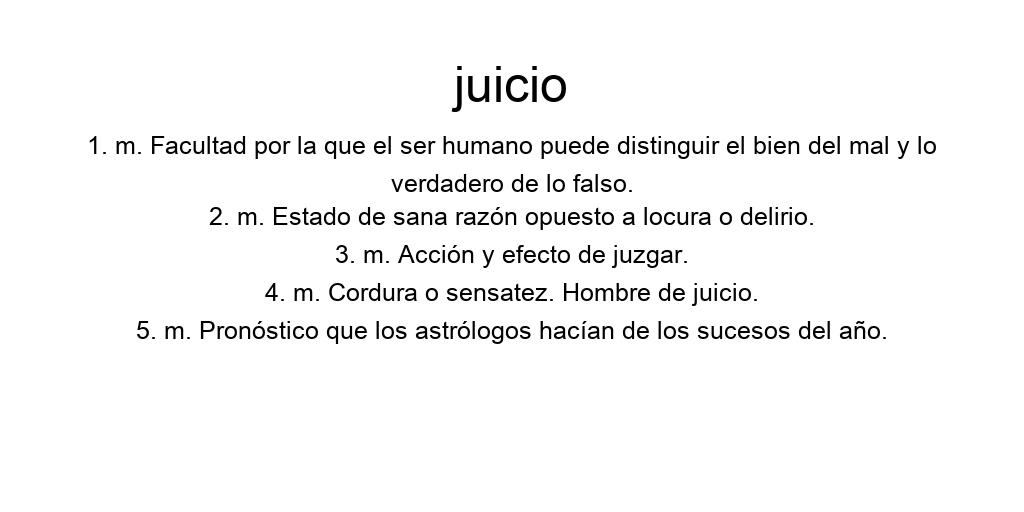 juicio
1. m. Facultad por la que el ser humano puede distinguir el bien del mal y lo
verdadero de lo falso.
2. m. Estado de sana razón opuesto a locura o delirio.
3. m. Acción y efecto de juzgar.
4. m. Cordura o sensatez. Hombre de juicio.
5. m. Pronóstico que los astrólogos hacían de los sucesos del año.